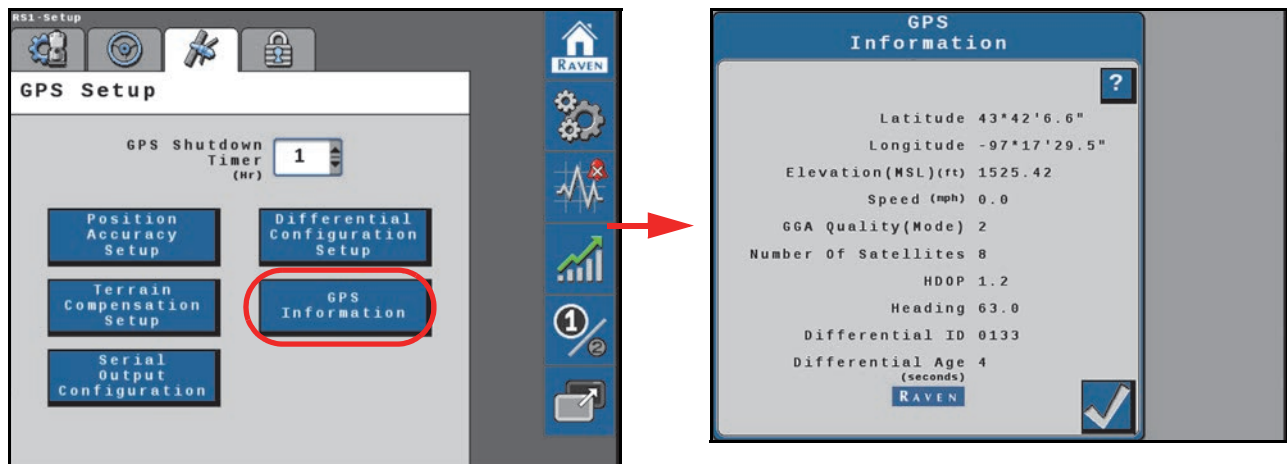 RS1-Setup
GPS Setup
GPS Shutdown
Timer
(Hr)
1
Position
Accuracy
Setup
Differential
Configuration
Setup
Terrain
Compensation
Setup
GPS
Information
Serial
Output
Configuration
RAVEN
1
2
GPS
Information
?
Latitude 43°42'6.6"
Longitude -97°17'29.5"
Elevation(MSL)(ft) 1525.42
Speed (mph) 0.0
GGA Quality(Mode) 2
Number Of Satellites 8
HDOP 1.2
Heading 63.0
Differential ID 0133
Differential Age 4
(seconds)
RAVEN